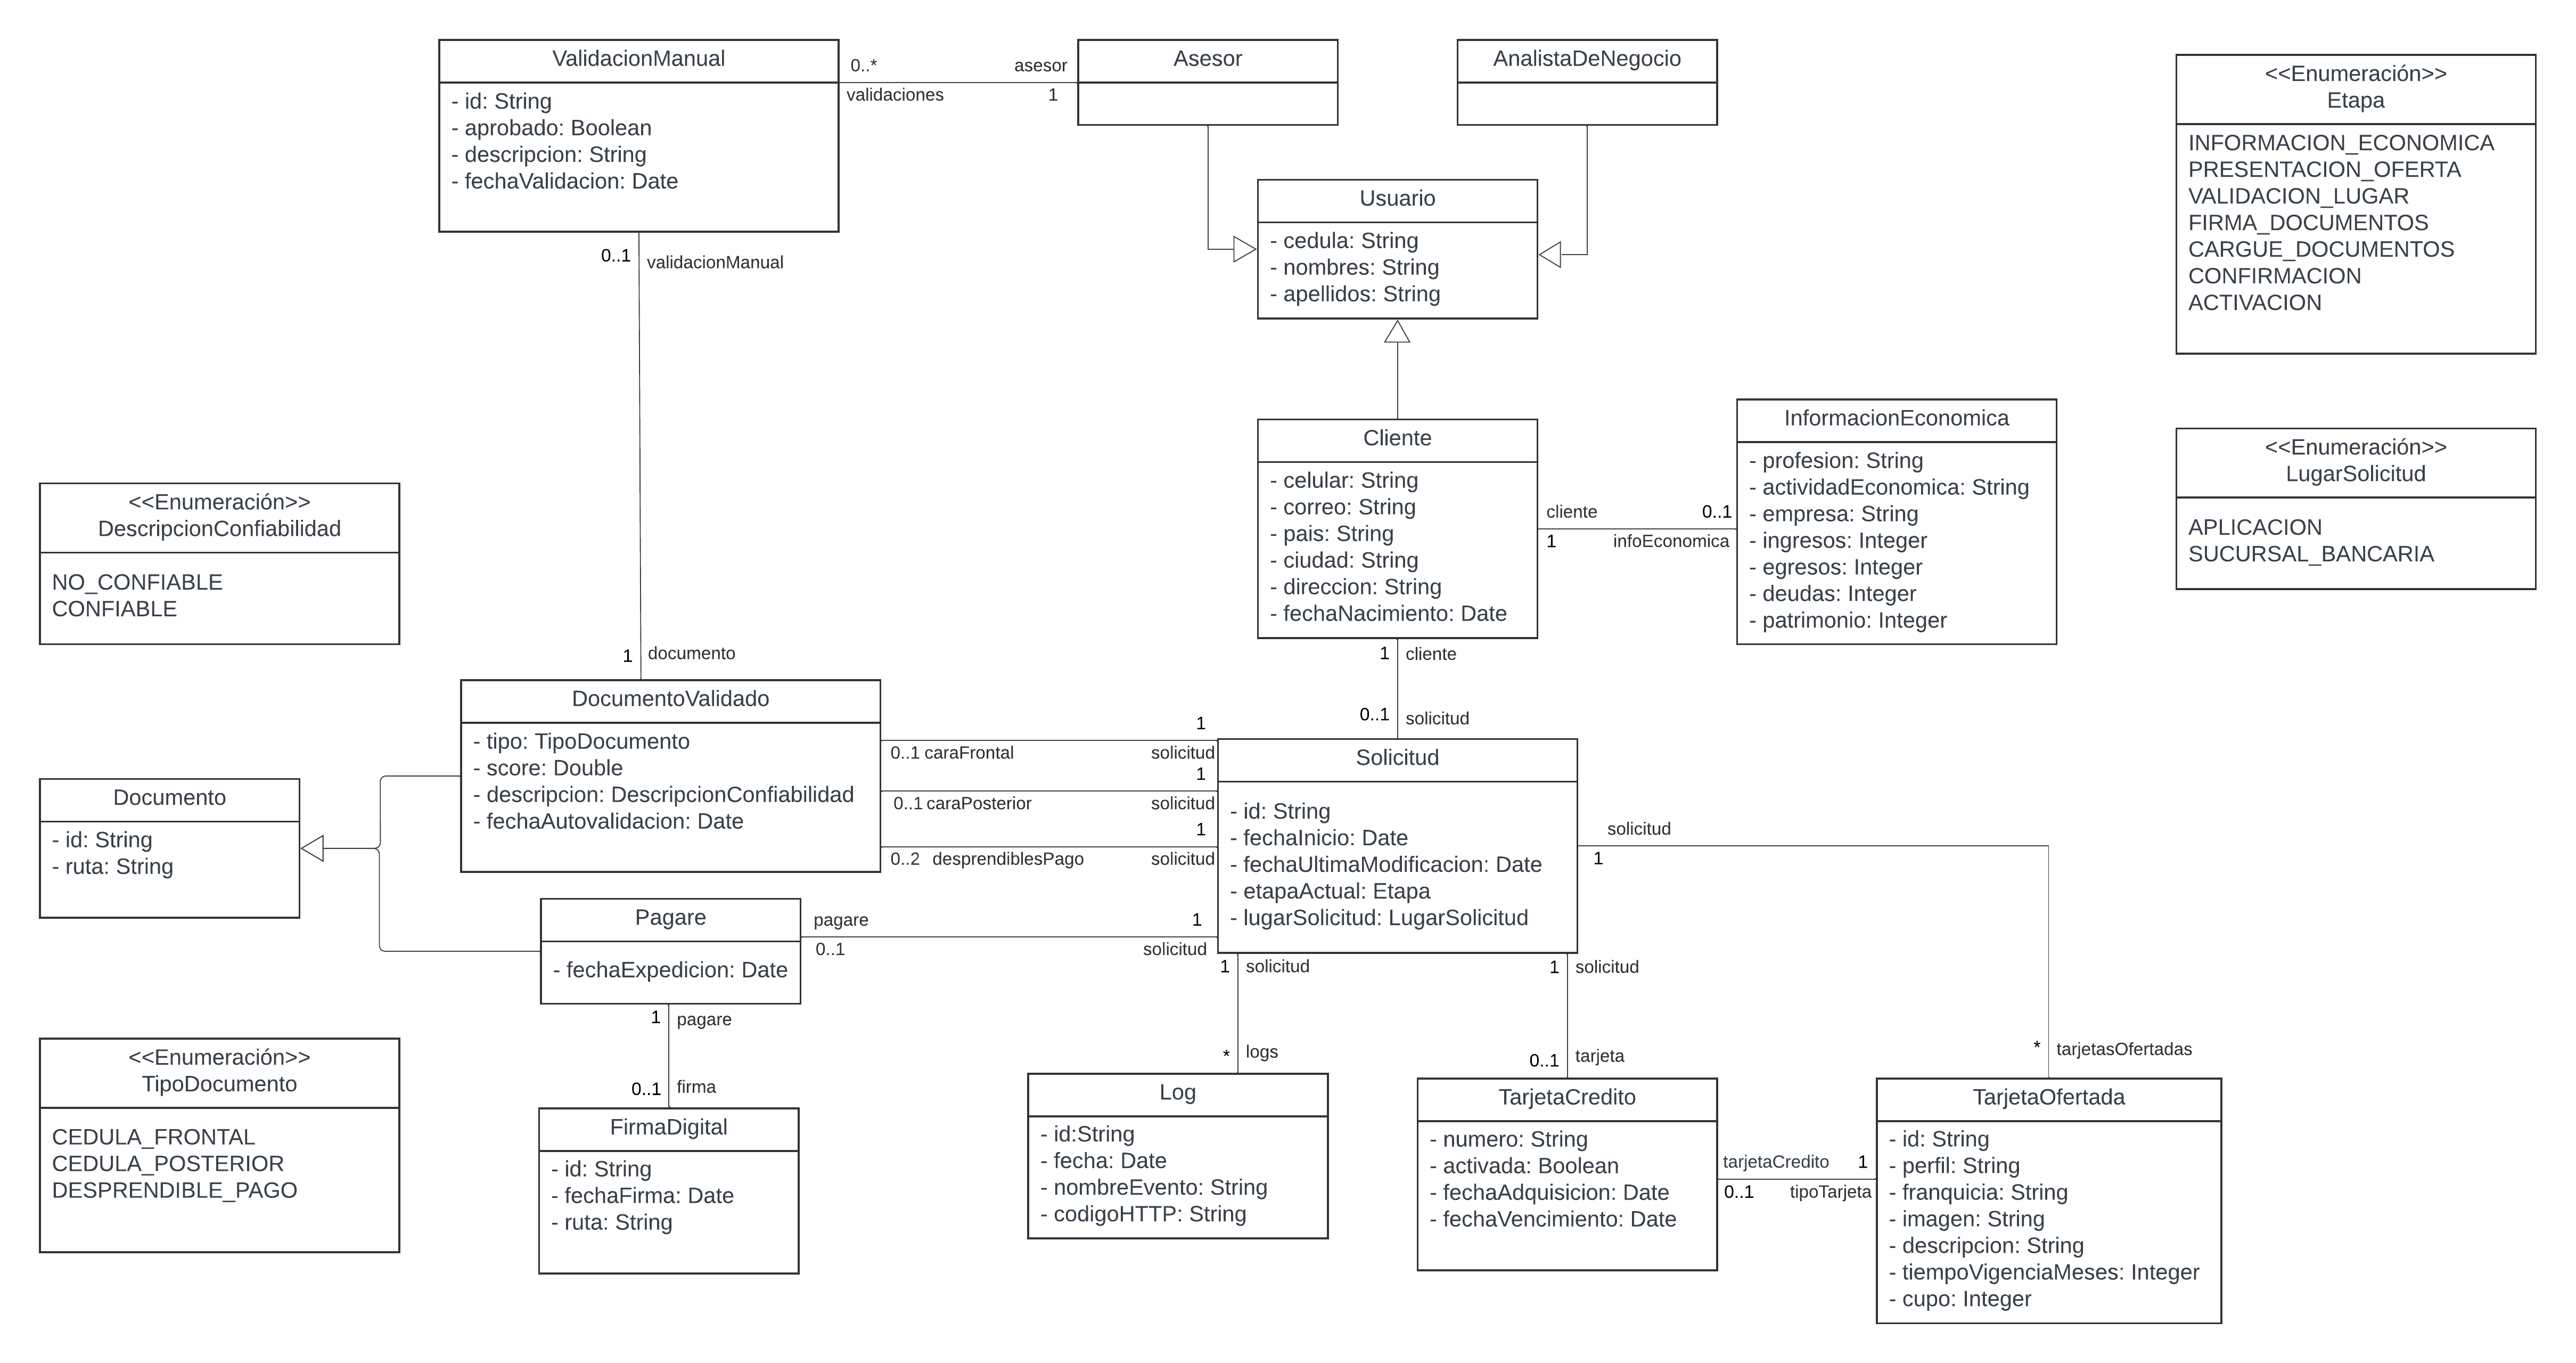 ValidacionManual
- id: String
- aprobado: Boolean
- descripcion: String
- fechaValidacion: Date
0..*
asesor
validaciones
1
Asesor
AnalistaDeNegocio
Usuario
- cedula: String
- nombres: String
- apellidos: String
<<Enumeración>>
Etapa
INFORMACION_ECONOMICA
PRESENTACION_OFERTA
VALIDACION_LUGAR
FIRMA_DOCUMENTOS
CARGUE_DOCUMENTOS
CONFIRMACION
ACTIVACION
0..1
validacionManual
1
documento
Cliente
- celular: String
- correo: String
- pais: String
- ciudad: String
- direccion: String
- fechaNacimiento: Date
cliente
0..1
1
infoEconomica
InformacionEconomica
- profesion: String
- actividadEconomica: String
- empresa: String
- ingresos: Integer
- egresos: Integer
- deudas: Integer
- patrimonio: Integer
<<Enumeración>>
LugarSolicitud
APLICACION
SUCURSAL_BANCARIA
<<Enumeración>>
DescripcionConfiabilidad
NO_CONFIABLE
CONFIABLE
1
cliente
0..1
solicitud
DocumentoValidado
- tipo: TipoDocumento
- score: Double
- descripcion: DescripcionConfiabilidad
- fechaAutovalidacion: Date
1
0..1 caraFrontal
solicitud
1
0..1 caraPosterior
solicitud
1
0..2 desprendiblesPago
solicitud
Documento
- id: String
- ruta: String
Solicitud
- id: String
- fechaInicio: Date
- fechaUltimaModificacion: Date
- etapaActual: Etapa
- lugarSolicitud: LugarSolicitud
solicitud
1
Pagare
- fechaExpedicion: Date
pagare
1
0..1
solicitud
1
solicitud
1
solicitud
1
pagare
0..1
firma
*
logs
0..1
tarjeta
*
tarjetasOfertadas
<<Enumeración>>
TipoDocumento
CEDULA_FRONTAL
CEDULA_POSTERIOR
DESPRENDIBLE_PAGO
FirmaDigital
- id: String
- fechaFirma: Date
- ruta: String
Log
- id:String
- fecha: Date
- nombreEvento: String
- codigoHTTP: String
TarjetaCredito
- numero: String
- activada: Boolean
- fechaAdquisicion: Date
- fechaVencimiento: Date
tarjetaCredito
1
0..1
tipoTarjeta
TarjetaOfertada
- id: String
- perfil: String
- franquicia: String
- imagen: String
- descripcion: String
- tiempoVigenciaMeses: Integer
- cupo: Integer